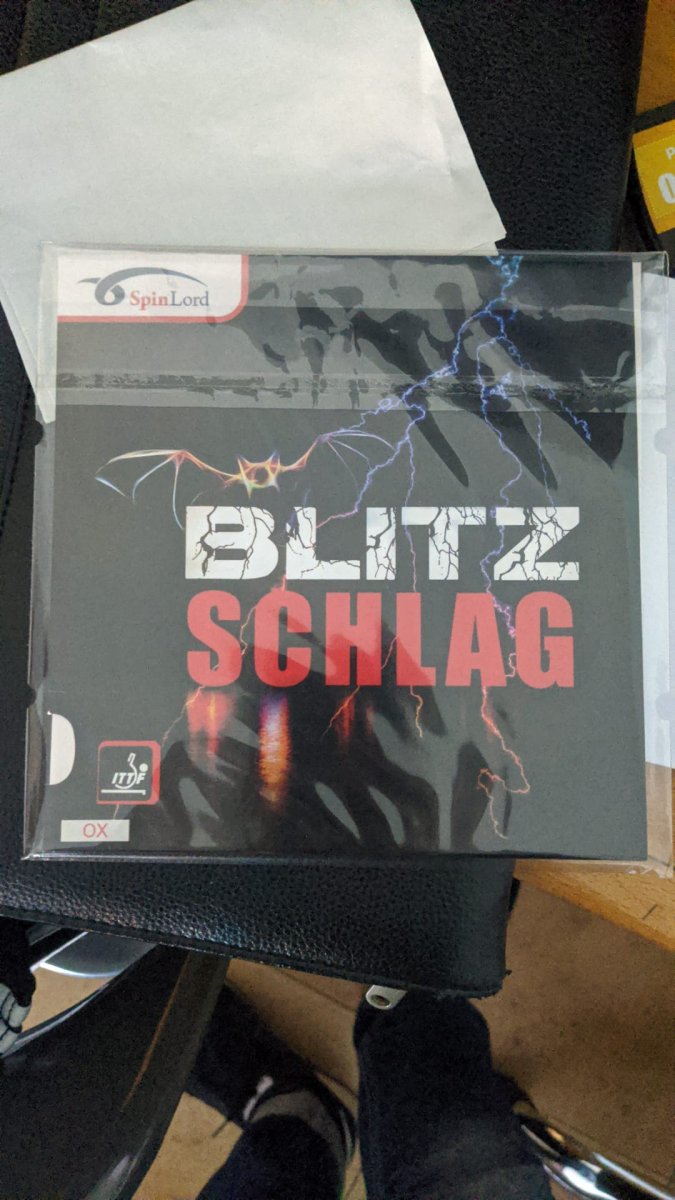 SpinLord
BLITZ
SCHLAG
ITTF
OX